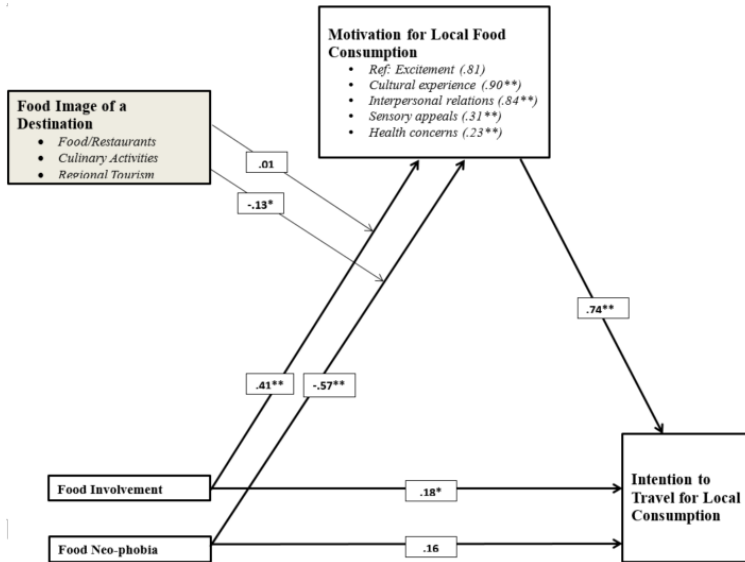 Motivation for Local Food
Consumption
• Ref: Excitement (.81)
• Cultural experience (.90**)
• Interpersonal relations (.84**)
• Sensory appeals (.31**)
• Health concerns (.23**)
Food Image of a
Destination
• Food/Restaurants
• Culinary Activities
• Regional Tourism
.01
-.13*
.74**
.41**
-.57**
Food Involvement
.18*
Intention to
Travel for Local
Consumption
Food Neo-phobia
.16